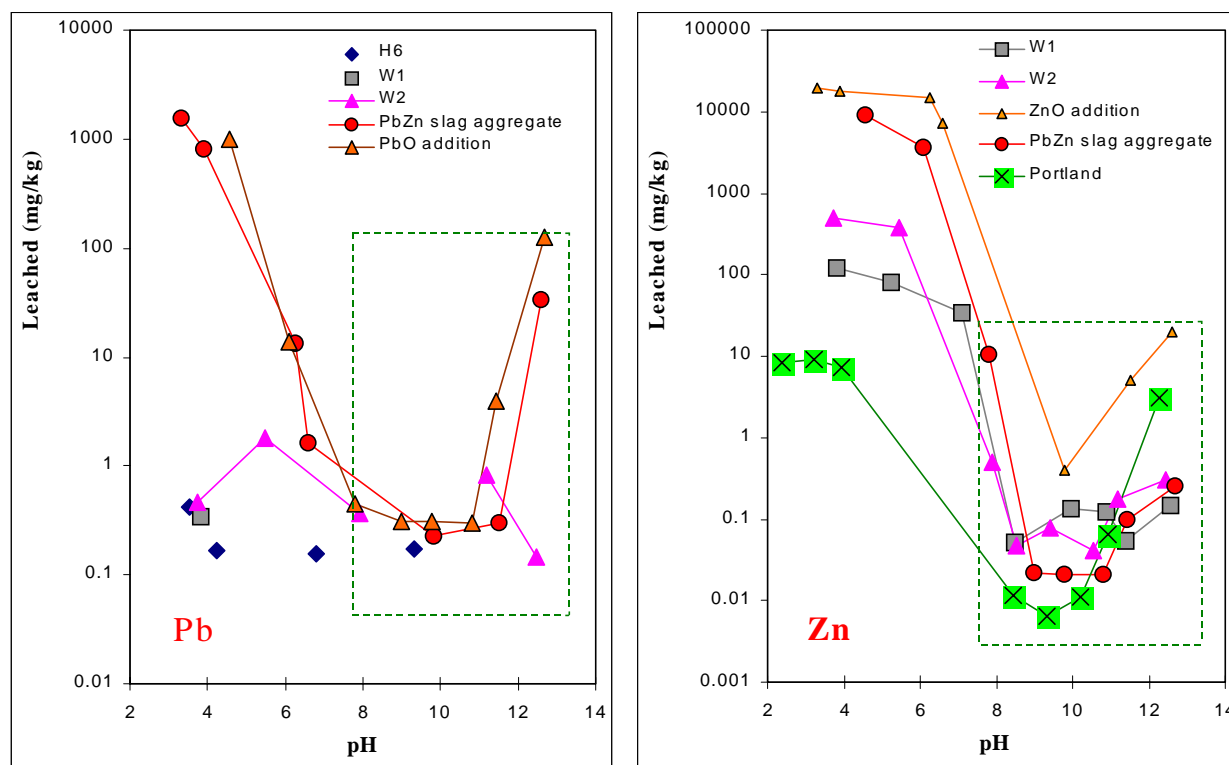 10000
1000
100
10
1
0.1
0.01
Leached (mg/kg)
H6
W1
W2
PbZn slag aggregate
PbO addition
Pb
2 4 6 8 10 12 14
pH
100000
10000
1000
100
10
1
0.1
0.01
0.001
Leached (mg/kg)
W1
W2
ZnO addition
PbZn slag aggregate
Portland
Zn
2 4 6 8 10 12 14
pH